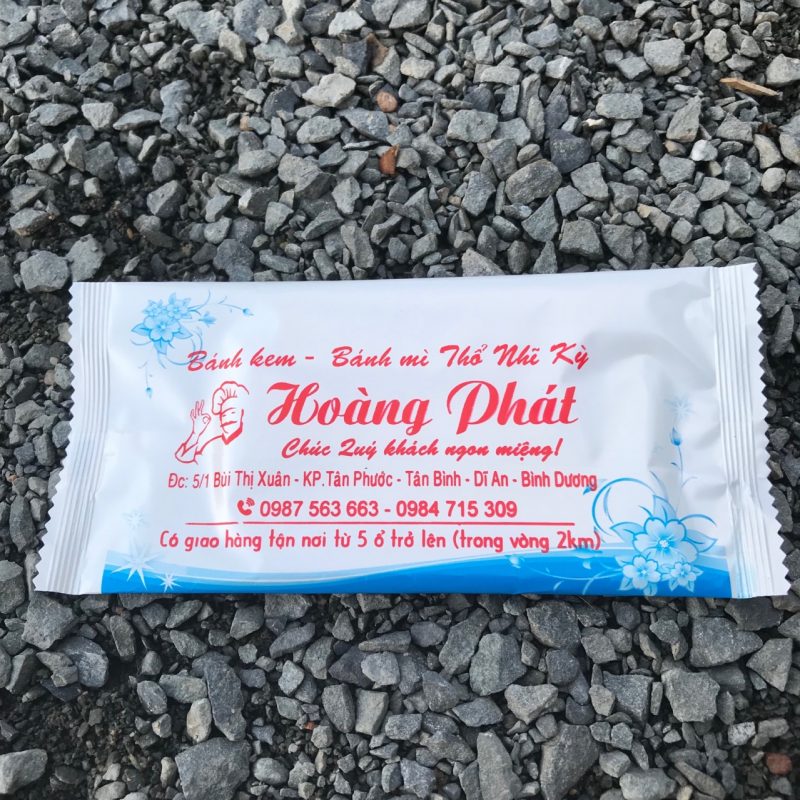 Bánh kem - Bánh mì Thổ Nhĩ Kỳ
Hoàng Phát
Chúc Quý khách ngon miệng!
Đc: 5/1 Bùi Thị Xuân - KP.Tân Phước - Tân Bình - Dĩ An - Bình Dương
0987 563 663 - 0984 715 309
Có giao hàng tận nơi từ 5 ổ trở lên (trong vòng 2km)